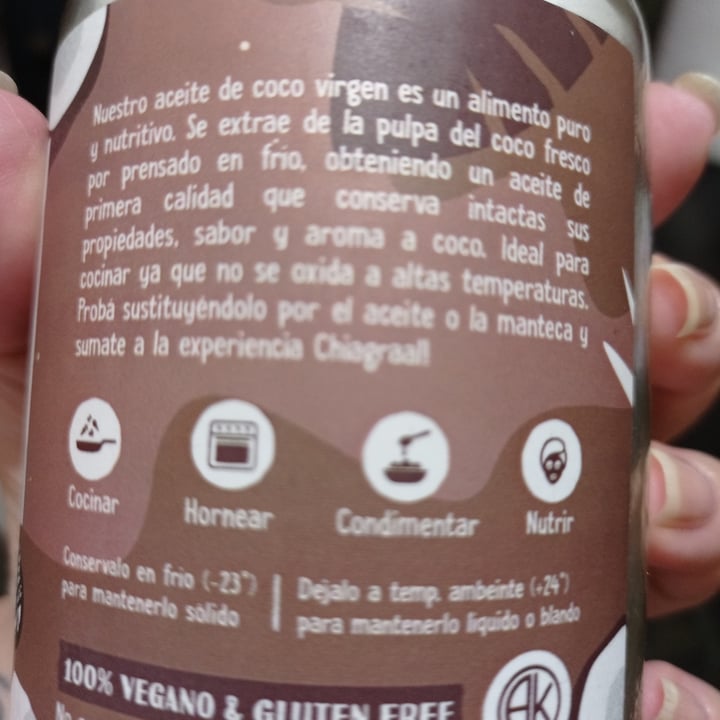 Nuestro aceite de coco virgen es un alimento puro
y nutritivo. Se extrae de la pulpa del coco fresco
por prensado en frío, obteniendo un aceite de
primera calidad que conserva intactas sus
propiedades, sabor y aroma a coco. Ideal para
cocinar ya que no se oxida a altas temperaturas.
Probá sustituyéndolo por el aceite o la manteca y
sumate a la experiencia Chiagraal!
Cocinar
Hornear
Condimentar
Nutrir
Conservalo en frío (-23°)
para mantenerlo sólido
Dejalo a temp. ambeinte (+24°)
para mantenerlo líquido o blando
100% VEGANO & GLUTEN FREE
AK